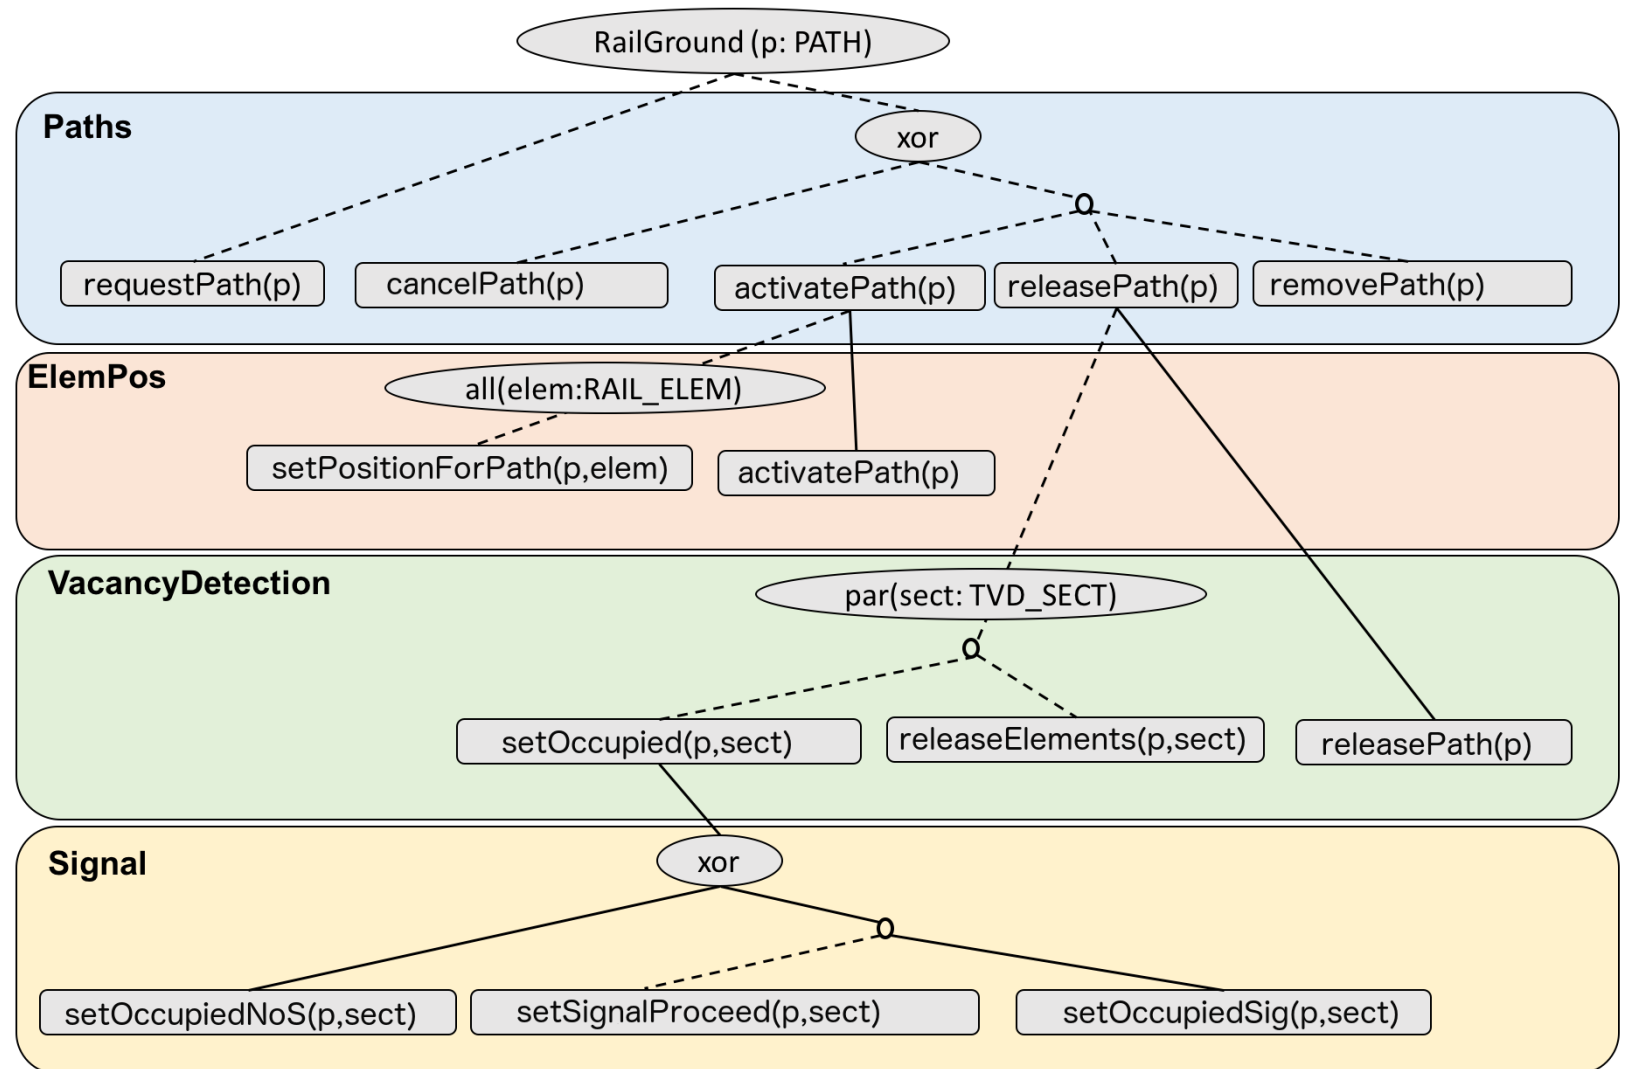 RailGround (p: PATH)
Paths
xor
requestPath(p)
cancelPath(p)
activatePath(p)
releasePath(p)
removePath(p)
ElemPos
all(elem:RAIL_ELEM)
setPositionForPath(p,elem)
activatePath(p)
VacancyDetection
par(sect: TVD_SECT)
setOccupied(p,sect)
releaseElements(p,sect)
releasePath(p)
Signal
xor
setOccupiedNoS(p,sect)
setSignalProceed(p,sect)
setOccupiedSig(p,sect)